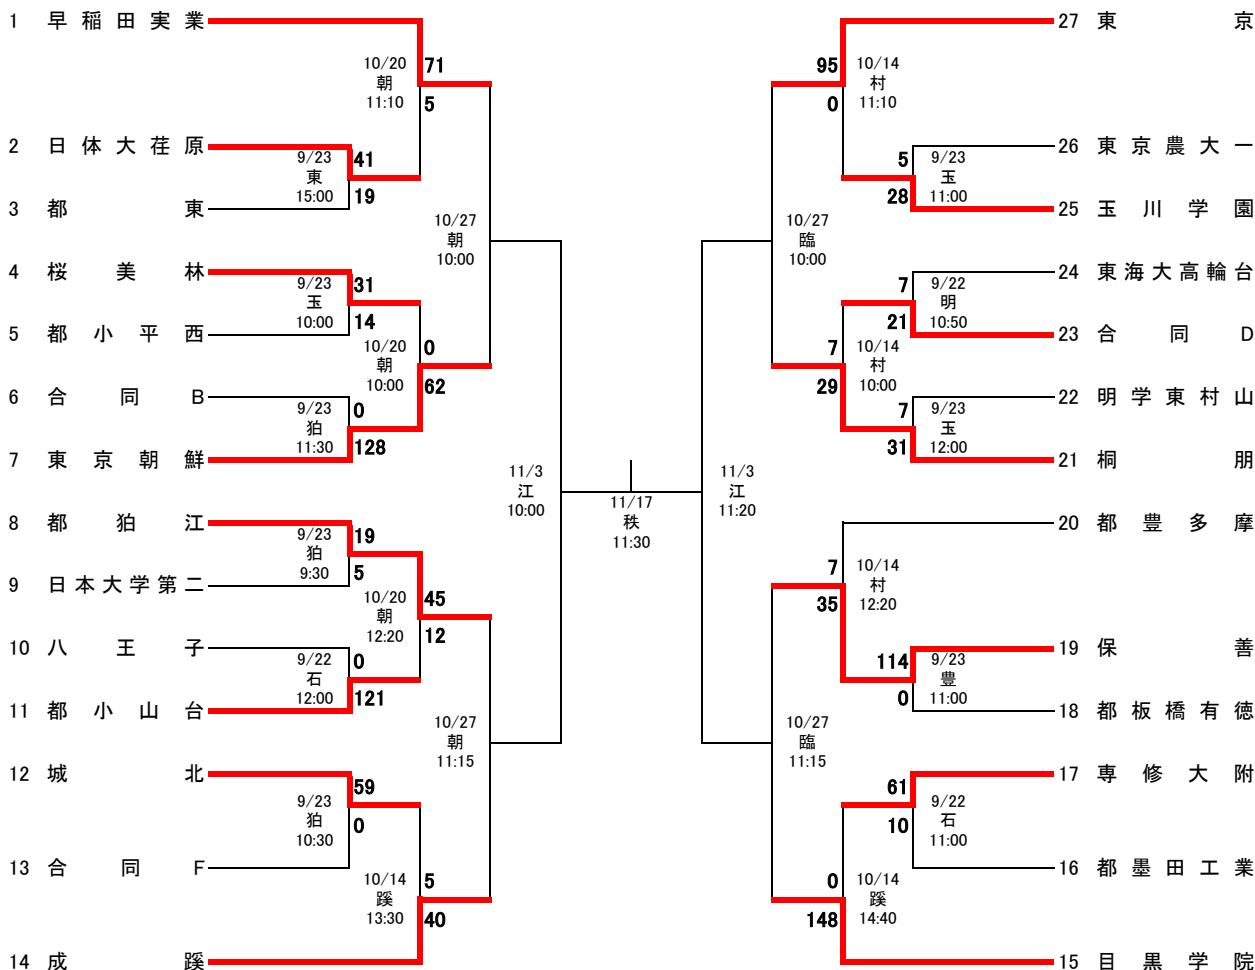 1 早稲田実業
10/20
朝
11:10
71
5
2 日体大荏原
9/23
東
15:00
41
19
3 都東
10/27
朝
10:00
4 桜美林
9/23
玉
10:00
31
14
5 都小平西
10/20
朝
10:00
0
62
6 合同B
9/23
狛
11:30
0
128
7 東京朝鮮
11/3
江
10:00
8 都狛江
9/23
狛
9:30
19
5
9 日本大学第二
10/20
朝
12:20
45
12
10 八王子
9/22
石
12:00
0
121
11 都小山台
10/27
朝
11:15
12 城北
9/23
狛
10:30
59
0
13 合同F
10/14
蹊
13:30
5
40
14 成蹊
11/17
秩
11:30
27 東京
95
0
10/14
村
11:10
26 東京農大一
5
28
9/23
玉
11:00
25 玉川学園
10/27
臨
10:00
24 東海大高輪台
7
21
9/22
明
10:50
23 合同D
7
29
10/14
村
10:00
22 明学東村山
7
31
9/23
玉
12:00
21 桐朋
11/3
江
11:20
20 都豊多摩
7
35
10/14
村
12:20
19 保善
114
0
9/23
豊
11:00
18 都板橋有徳
10/27
臨
11:15
17 専修大附
61
10
9/22
石
11:00
16 都墨田工業
0
148
10/14
蹊
14:40
15 目黒学院